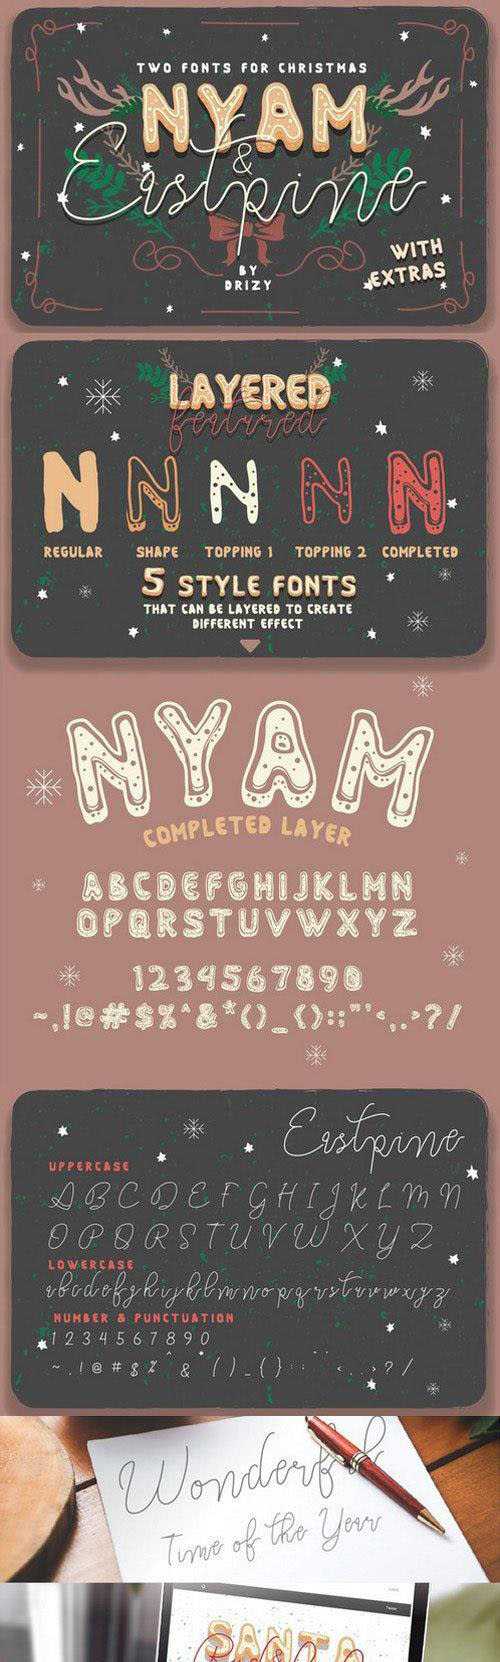 TWO FONTS FOR CHRISTMAS
NYAM
&
Eastpine
BY
DRIZY
WITH
EXTRAS
LAYERED
featured
REGULAR SHAPE TOPPING 1 TOPPING 2 COMPLETED
5 STYLE FONTS
THAT CAN BE LAYERED TO CREATE
DIFFERENT EFFECT
NYAM
COMPLETED LAYER
ABCDEFGHIJKLMN
OPQRSTUVWXYZ
1234567890
~,!@#$%^&*()_{}::"'<,.>?/
Eastpine
UPPERCASE
ABCDEFGHIJKLMN
OPQRSTUVWXYZ
LOWERCASE
abcdefghijklmnopqrstuvwxyz
NUMBER & PUNCTUATION
1234567890
~.!@#$%^&*()_{}::"'<,.>?/
Wonderful
Time of the Year
SANTA